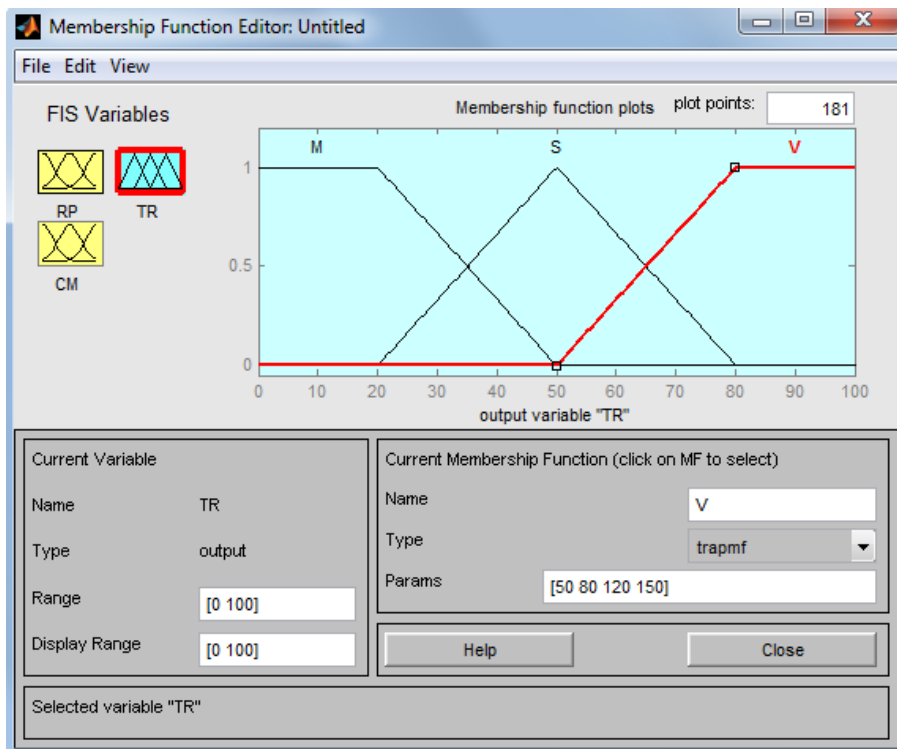 Membership Function Editor: Untitled
File Edit View
FIS Variables
RP TR
CM
Membership function plots plot points: 181
M S V
1
0.5
0
0 10 20 30 40 50 60 70 80 90 100
output variable "TR"
Current Variable
Name TR
Type output
Range [0 100]
Display Range [0 100]
Current Membership Function (click on MF to select)
Name V
Type trapmf
Params [50 80 120 150]
Help Close
Selected variable "TR"